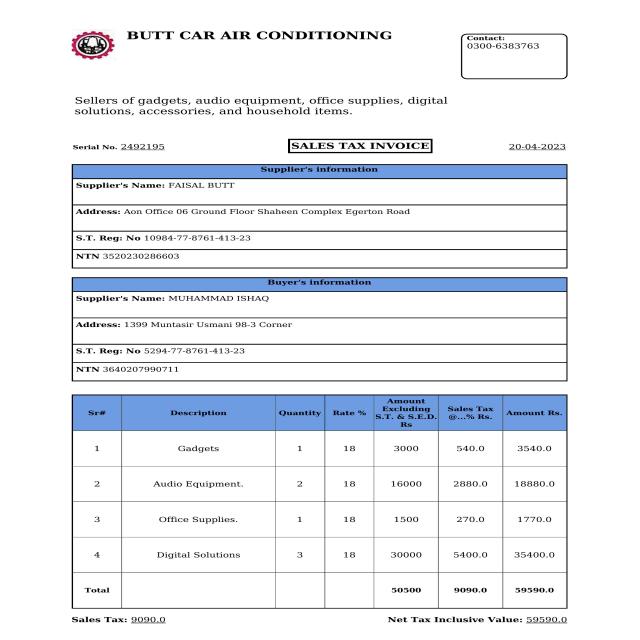 BUTT CAR AIR CONDITIONING
Contact:
0300-6383763
Sellers of gadgets, audio equipment, office supplies, digital
solutions, accessories, and household items.
Serial No. 2492195 SALES TAX INVOICE 20-04-2023
Supplier's information
Supplier's Name: FAISAL BUTT
Address: Aon Office 06 Ground Floor Shaheen Complex Egerton Road
S.T. Reg: No 10984-77-8761-413-23
NTN 3520230286603
Buyer's information
Supplier's Name: MUHAMMAD ISHAQ
Address: 1399 Muntasir Usmani 98-3 Corner
S.T. Reg: No 5294-77-8761-413-23
NTN 3640207990711
Sr# Description Quantity Rate % Amount Excluding S.T. & S.E.D. Rs Sales Tax @...% Rs. Amount Rs.
1 Gadgets 1 18 3000 540.0 3540.0
2 Audio Equipment. 2 18 16000 2880.0 18880.0
3 Office Supplies. 1 18 1500 270.0 1770.0
4 Digital Solutions 3 18 30000 5400.0 35400.0
Total 50500 9090.0 59590.0
Sales Tax: 9090.0 Net Tax Inclusive Value: 59590.0